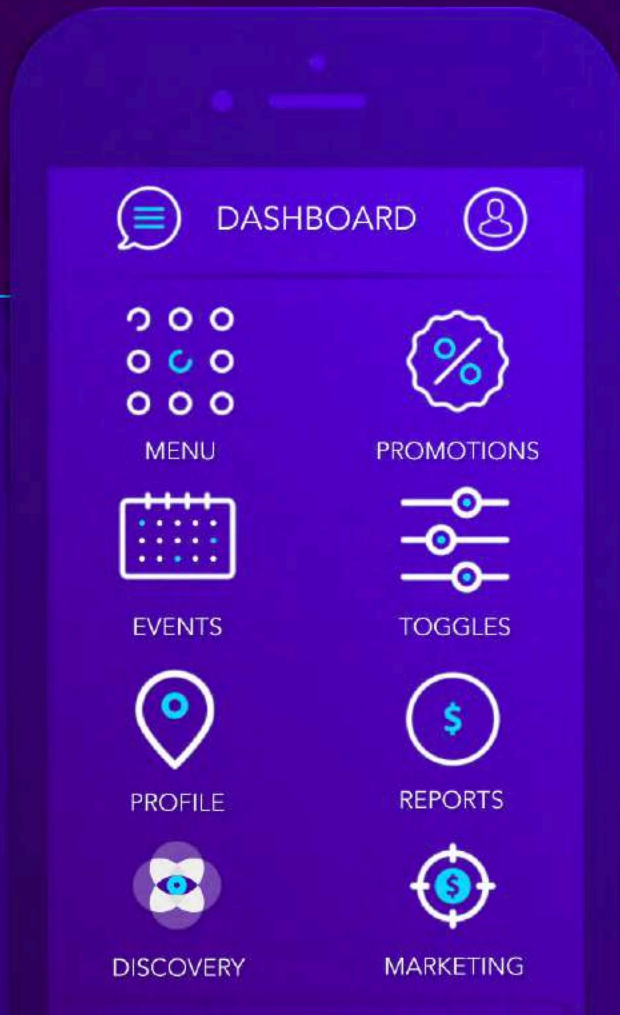 DASHBOARD
MENU
PROMOTIONS
EVENTS
TOGGLES
PROFILE
REPORTS
DISCOVERY
MARKETING